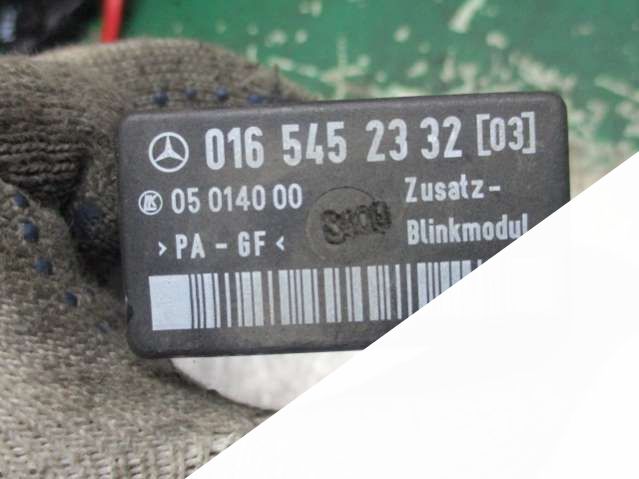 016 545 23 32 [03]
05 0140 00
Zusatz-
>PA-GF<
Blinkmodul